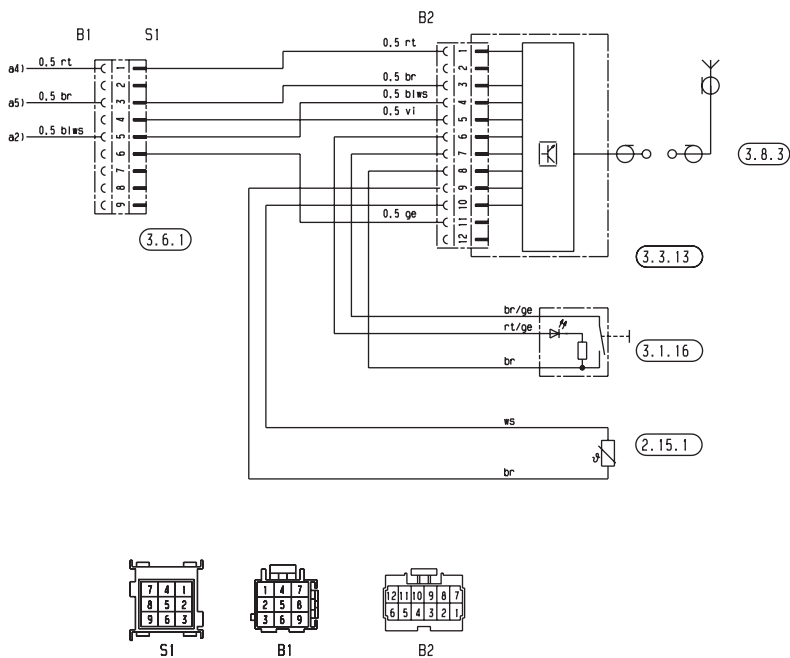 B2
B1 S1
a4) 0.5 rt 1 0.5 rt 1
2 2
a5) 0.5 br 3 0.5 br 3
4 0.5 blws 4
a2) 0.5 blws 5 0.5 vi 5
6 6
7 7
8 8
9 9
10
0.5 ge 11
12
3.8.3
3.6.1
3.3.13
br/ge
rt/ge
3.1.16
br
ws
2.15.1
ϑ
br
7 4 1
8 5 2
9 6 3
S1
1 4 7
2 5 8
3 6 9
B1
12 11 10 9 8 7
6 5 4 3 2 1
B2